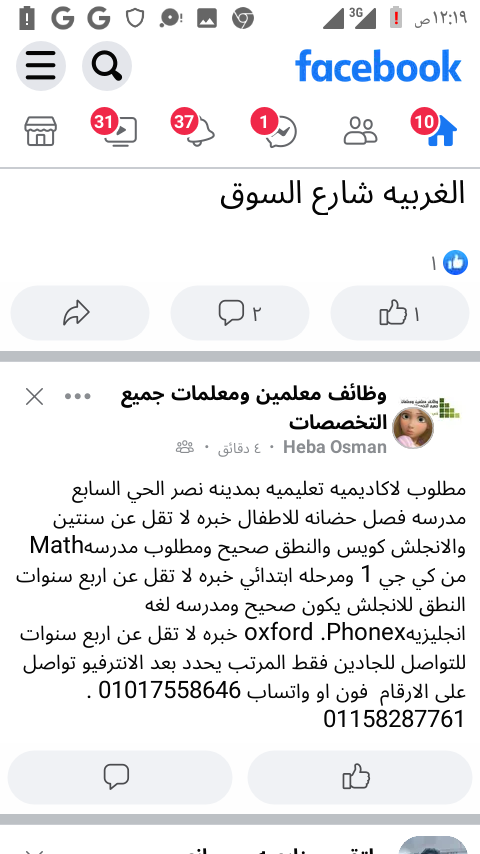 ١٢:١٩ص
3G
facebook
10
1
37
31
الغربيه شارع السوق
١
١
٢
وظائف معلمين ومعلمات جميع
التخصصات
Heba Osman · ٤ دقائق ·
مطلوب لاكاديميه تعليميه بمدينه نصر الحي السابع
مدرسه فصل حضانه للاطفال خبره لا تقل عن سنتين
والانجلش كويس والنطق صحيح ومطلوب مدرسهMath
من كي جي 1 ومرحله ابتدائي خبره لا تقل عن اربع سنوات
النطق للانجلش يكون صحيح ومدرسه لغه
انجليزيهoxford .Phonex خبره لا تقل عن اربع سنوات
للتواصل للجادين فقط المرتب يحدد بعد الانترفيو تواصل
على الارقام فون او واتساب 01017558646 .
01158287761